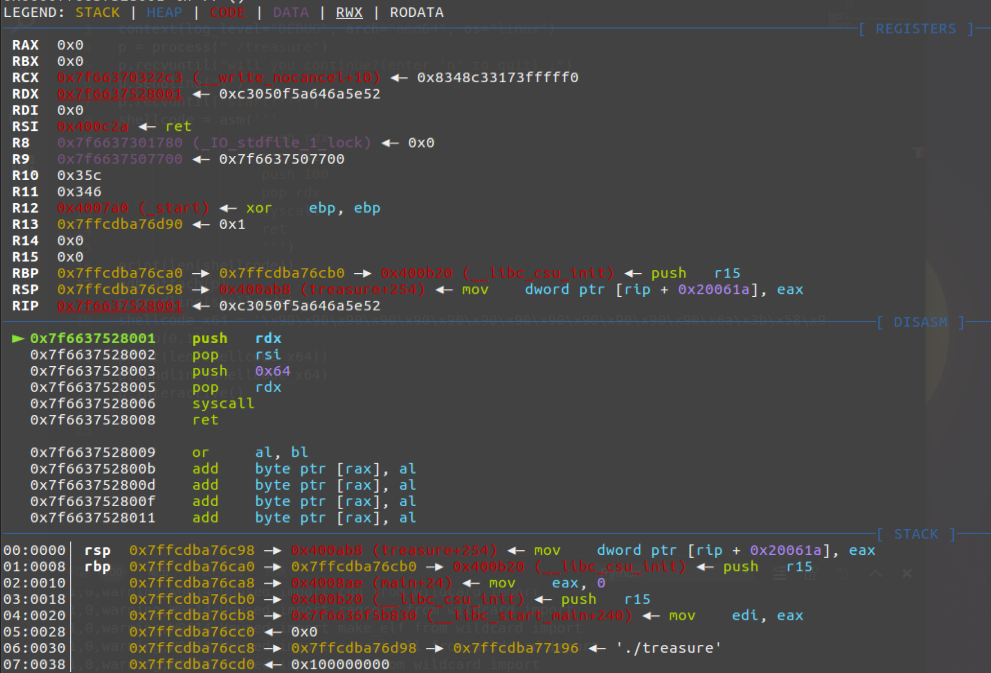 LEGEND: STACK | HEAP | CODE | DATA | RWX | RODATA
[ REGISTERS ]
RAX 0x0
RBX 0x0
RCX 0x7f66370322c3 (__write_nocancel+10) ◂— 0x8348c33173fffff0
RDX 0x7f6637528001 ◂— 0xc3050f5a646a5e52
RDI 0x0
RSI 0x400c2a ◂— ret
R8 0x7f6637301780 (_IO_stdfile_1_lock) ◂— 0x0
R9 0x7f6637507700 ◂— 0x7f6637507700
R10 0x35c
R11 0x346
R12 0x4007a0 (_start) ◂— xor ebp, ebp
R13 0x7ffcdba76d90 ◂— 0x1
R14 0x0
R15 0x0
RBP 0x7ffcdba76ca0 —▸ 0x7ffcdba76cb0 —▸ 0x400b20 (__libc_csu_init) ◂— push r15
RSP 0x7ffcdba76c98 —▸ 0x400ab8 (treasure+254) ◂— mov dword ptr [rip + 0x20061a], eax
RIP 0x7f6637528001 ◂— 0xc3050f5a646a5e52
[ DISASM ]
► 0x7f6637528001 push rdx
0x7f6637528002 pop rsi
0x7f6637528003 push 0x64
0x7f6637528005 pop rdx
0x7f6637528006 syscall
0x7f6637528008 ret
0x7f6637528009 or al, bl
0x7f663752800b add byte ptr [rax], al
0x7f663752800d add byte ptr [rax], al
0x7f663752800f add byte ptr [rax], al
0x7f6637528011 add byte ptr [rax], al
[ STACK ]
00:0000│ rsp 0x7ffcdba76c98 —▸ 0x400ab8 (treasure+254) ◂— mov dword ptr [rip + 0x20061a], eax
01:0008│ rbp 0x7ffcdba76ca0 —▸ 0x7ffcdba76cb0 —▸ 0x400b20 (__libc_csu_init) ◂— push r15
02:0010│ 0x7ffcdba76ca8 —▸ 0x4008ae (main+24) ◂— mov eax, 0
03:0018│ 0x7ffcdba76cb0 —▸ 0x400b20 (__libc_csu_init) ◂— push r15
04:0020│ 0x7ffcdba76cb8 —▸ 0x7f6636f5b830 (__libc_start_main+240) ◂— mov edi, eax
05:0028│ 0x7ffcdba76cc0 ◂— 0x0
06:0030│ 0x7ffcdba76cc8 —▸ 0x7ffcdba76d98 —▸ 0x7ffcdba77196 ◂— './treasure'
07:0038│ 0x7ffcdba76cd0 ◂— 0x100000000